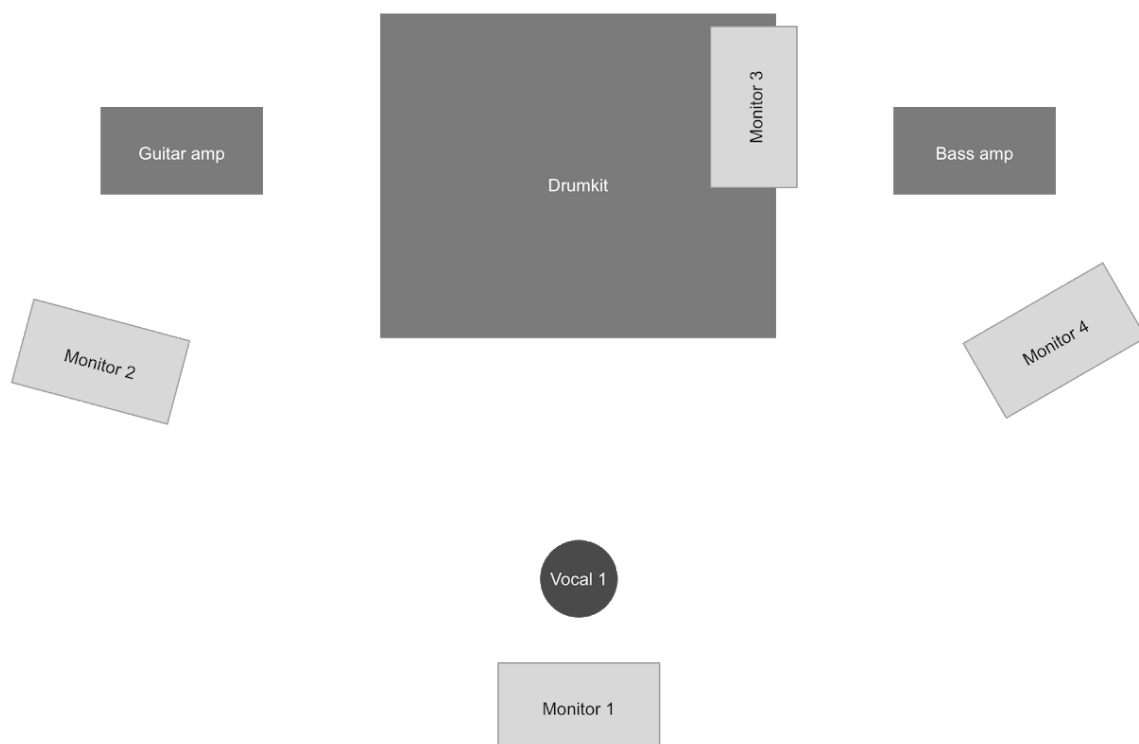 Monitor 3
Guitar amp
Bass amp
Drumkit
Monitor 2
Monitor 4
Vocal 1
Monitor 1